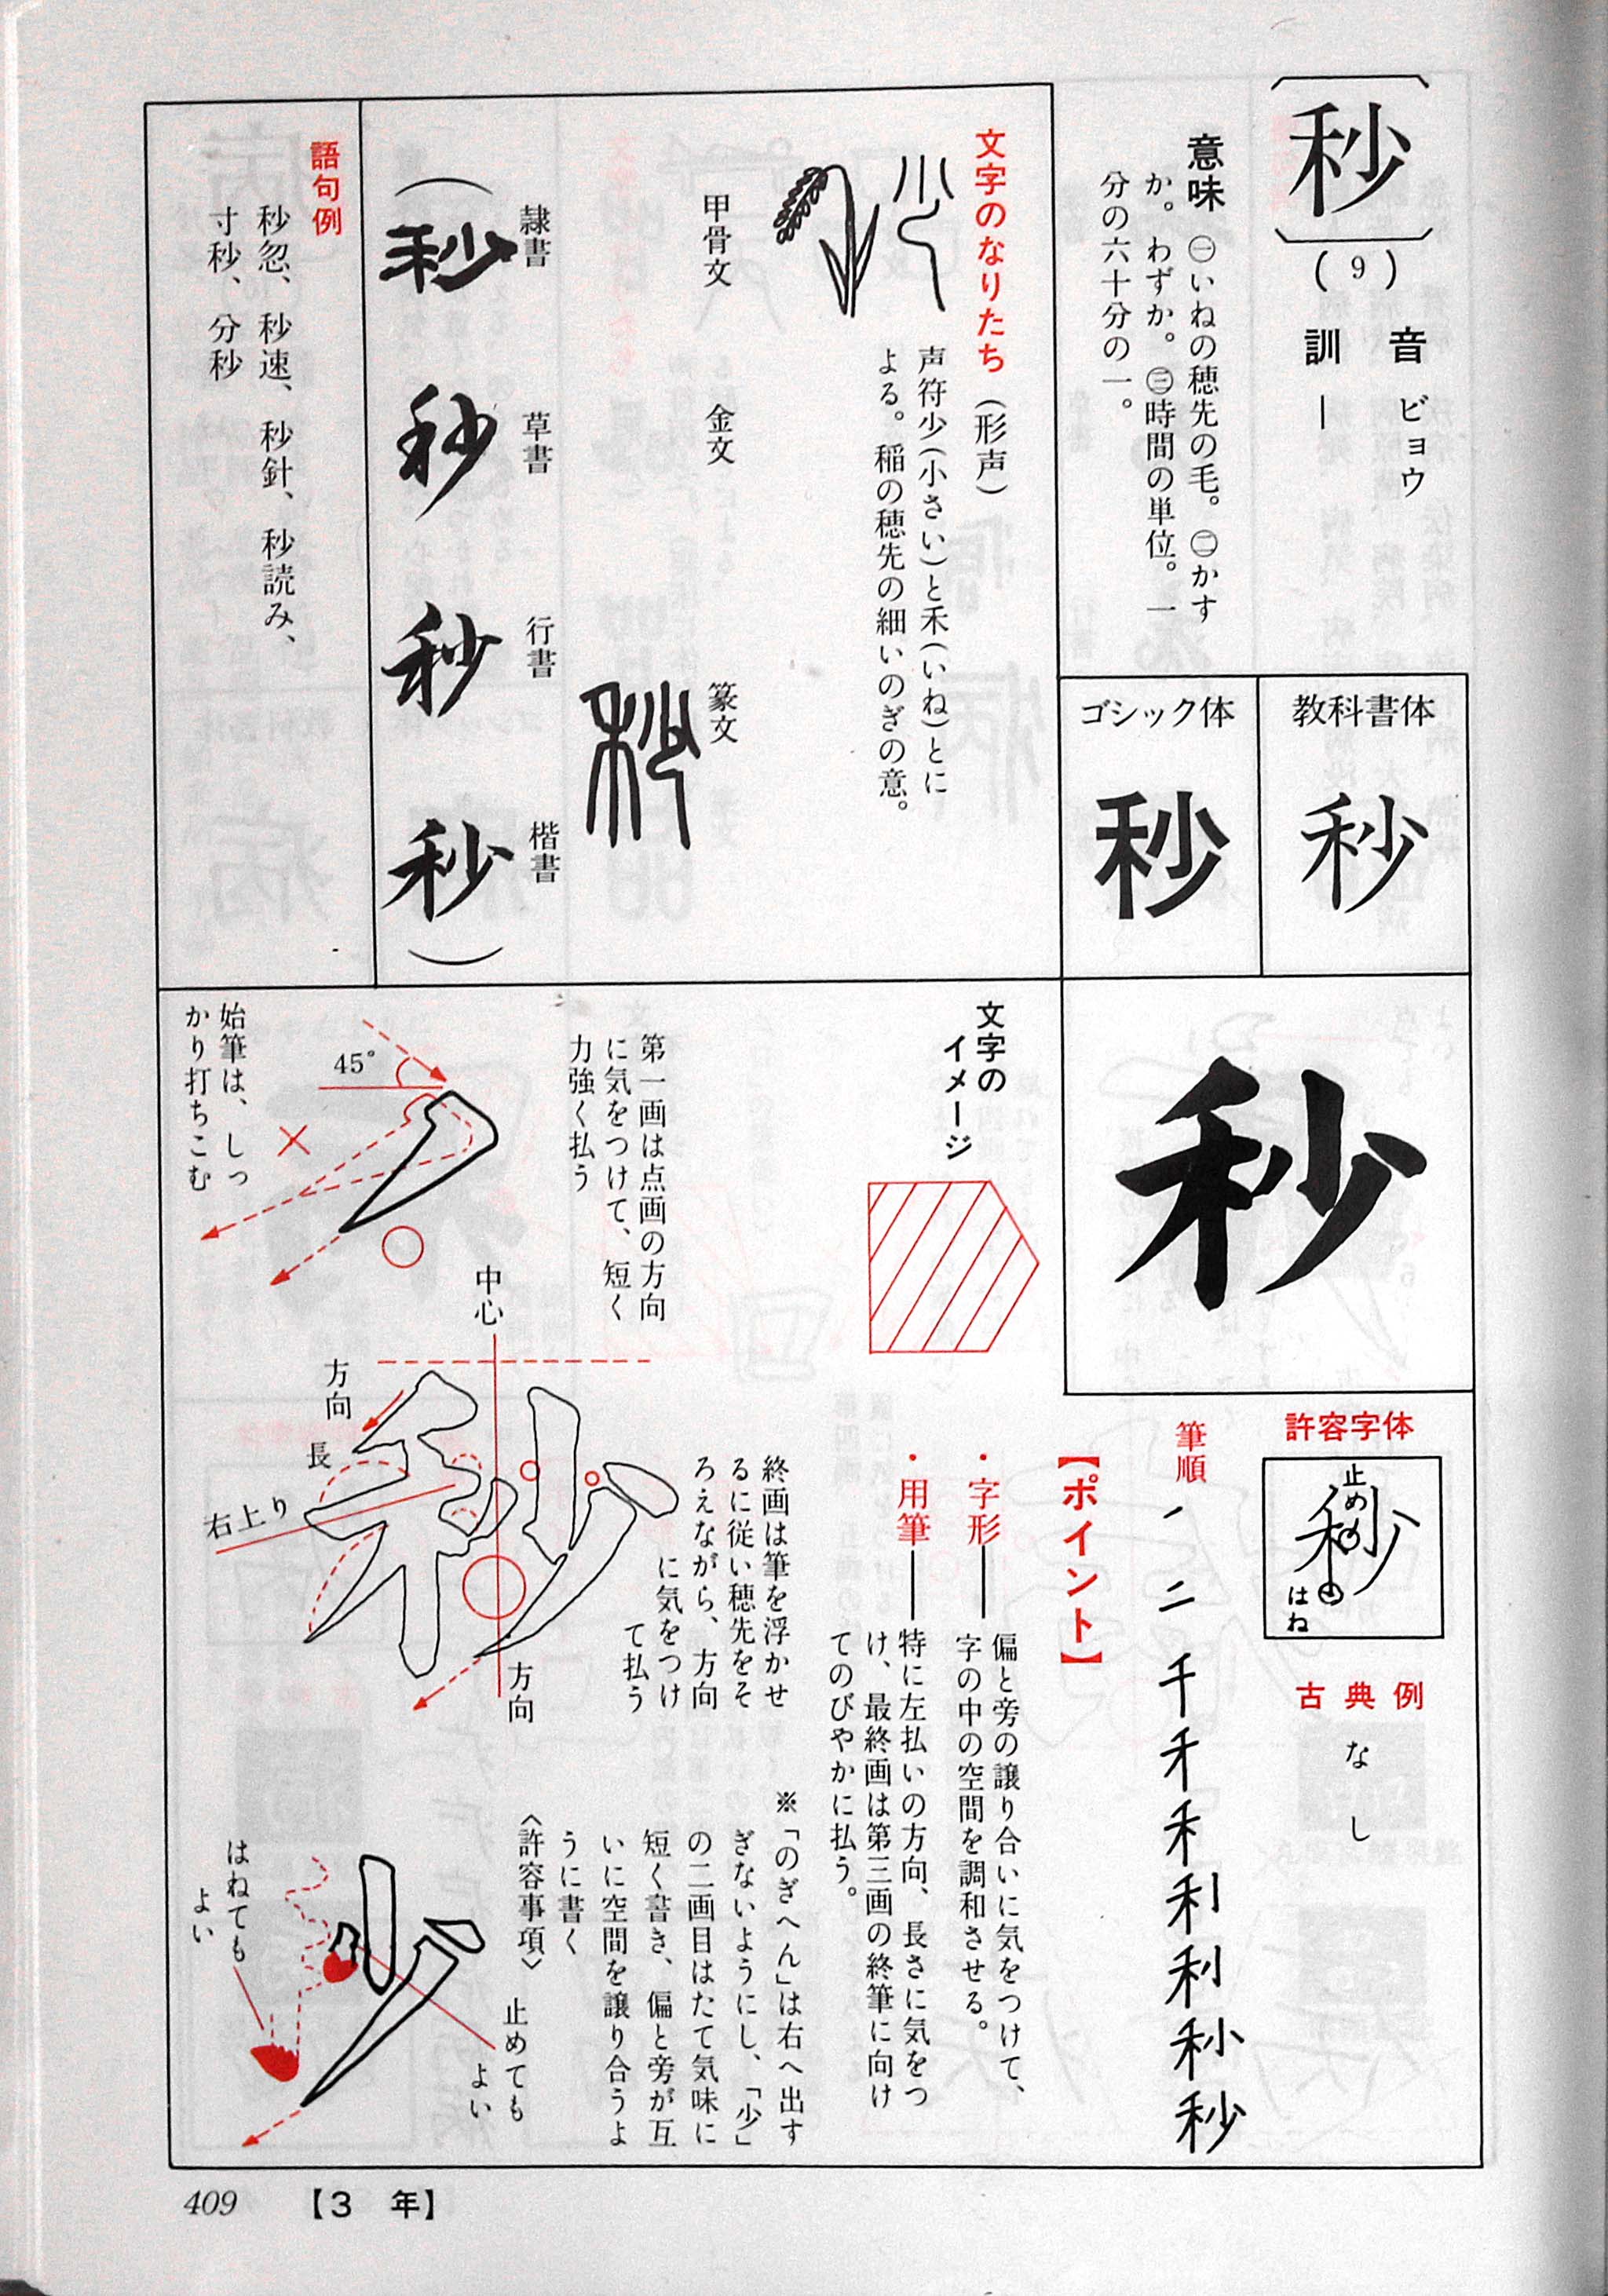 秒
(9)
音 ビョウ
訓 ―
意味 ㊀いねの穂先の毛。㊁かす
か。わずか。㊂時間の単位。一
分の六十分の一。
教科書体
秒
ゴシック体
秒
文字のなりたち（形声）
声符少(小さい)と禾(いね)とに
よる。稲の穂先の細いのぎの意。
甲骨文
金文
篆文
秒
隷書
草書
行書
楷書
(秒 秒 秒 秒)
語句例
秒忽、秒速、秒針、秒読み、
寸秒、分秒
秒
許容字体
止め
秒
はね
古典例
なし
筆順
ノ 二 千 チ 禾 利 利 秒 秒
【ポイント】
・字形――偏と旁の譲り合いに気をつけて、
字の中の空間を調和させる。
・用筆――特に左払いの方向、長さに気をつ
け、最終画は第三画の終筆に向け
てのびやかに払う。
文字の
イメージ
第一画は点画の方向
に気をつけて、短く
力強く払う
45°
始筆は、しっ
かり打ちこむ
中心
方向
長
右上り
方向
終画は筆を浮かせ
るに従い穂先をそ
ろえながら、方向
に気をつけ
て払う
※「のぎへん」は右へ出す
ぎないようにし、「少」
の二画目はたて気味に
短く書き、偏と旁が互
いに空間を譲り合うよ
うに書く
〈許容事項〉
止めても
よい
はねても
よい
409 【3 年】